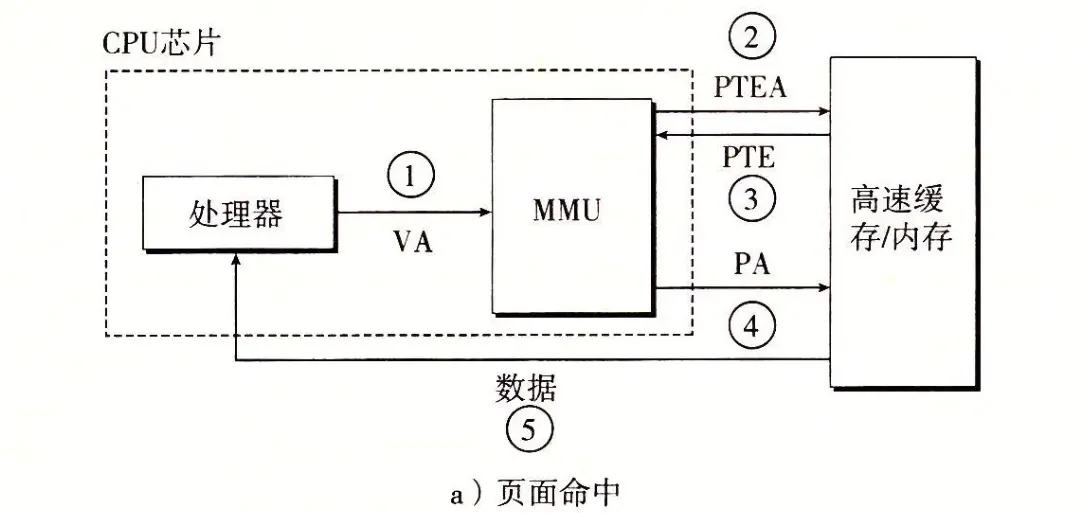 CPU芯片
②
PTEA
PTE
③
①
处理器
VA
MMU
高速缓
存/内存
PA
④
数据
⑤
a）页面命中